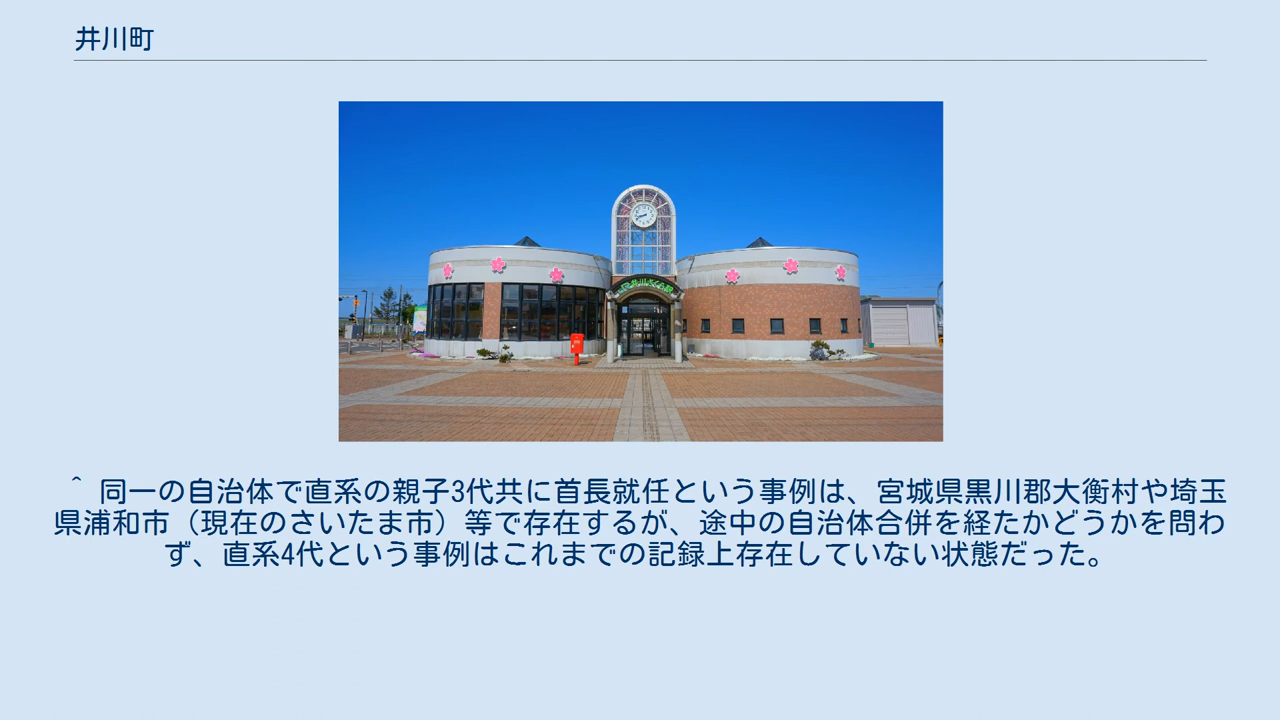 井川町
^ 同一の自治体で直系の親子3代共に首長就任という事例は、宮城県黒川郡大衡村や埼玉
県浦和市（現在のさいたま市）等で存在するが、途中の自治体合併を経たかどうかを問わ
ず、直系4代という事例はこれまでの記録上存在していない状態だった。